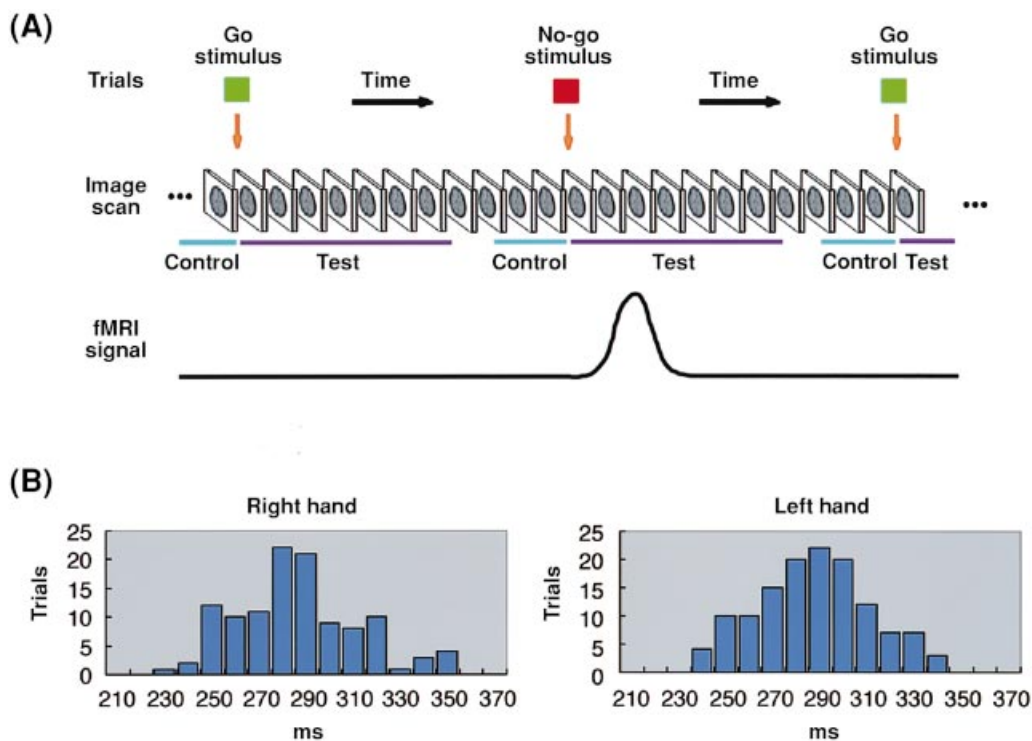 (A)
Go stimulus
No-go stimulus
Go stimulus
Trials
Time
Time
Image scan
...
...
Control
Test
Control
Test
Control
Test
fMRI signal
(B)
Right hand
Trials
25
20
15
10
5
0
210 230 250 270 290 310 330 350 370
ms
Left hand
Trials
25
20
15
10
5
0
210 230 250 270 290 310 330 350 370
ms